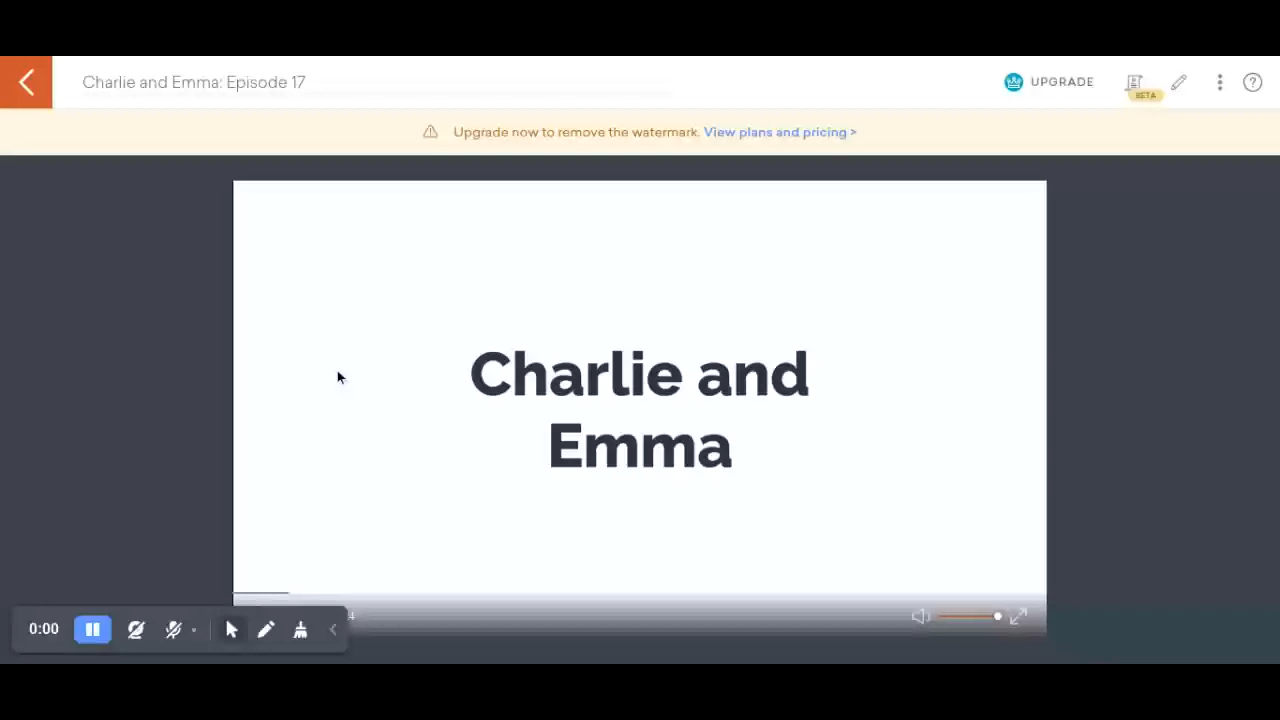 Charlie and Emma: Episode 17
UPGRADE
BETA
Upgrade now to remove the watermark. View plans and pricing >
Charlie and
Emma
4
0:00